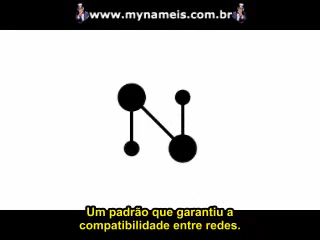 www.mynameis.com.br
Um padrão que garantiu a
compatibilidade entre redes.